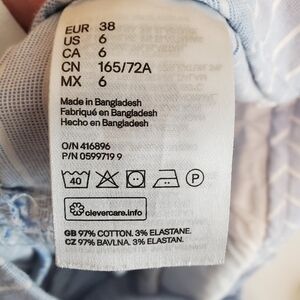 EUR 38
US 6
CA 6
CN 165/72A
MX 6
Made in Bangladesh
Fabriqué en Bangladesh
Hecho en Bangladesh
O/N 416896
P/N 0599719 9
40 P
clevercare.info
GB 97% COTTON. 3% ELASTANE.
CZ 97% BAVLNA. 3% ELASTAN.